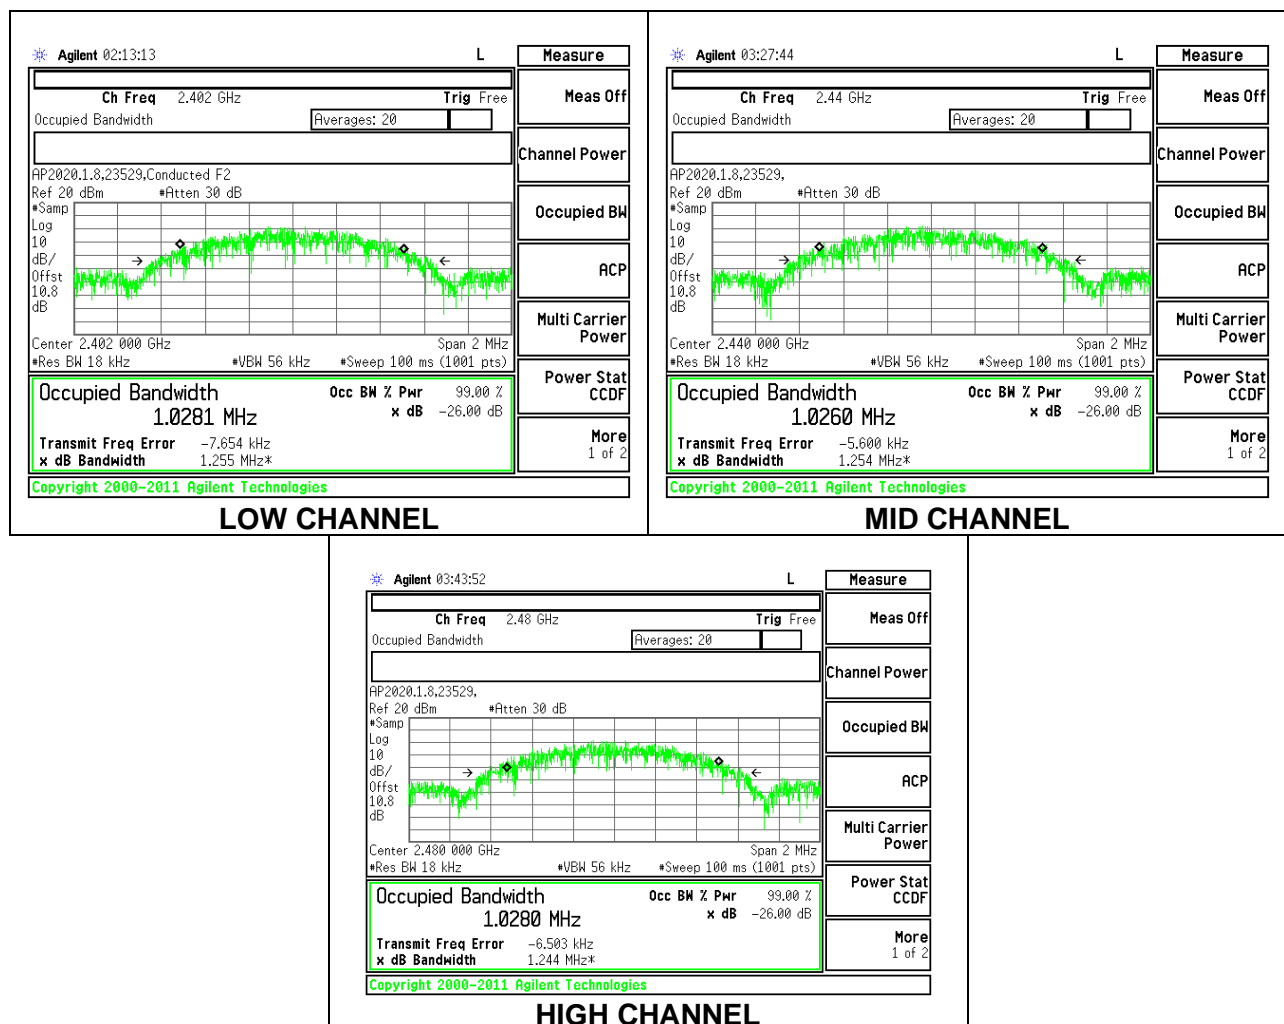 Agilent 02:13:13 L Measure
Ch Freq 2.402 GHz Trig Free
Meas Off
Occupied Bandwidth Averages: 20
Channel Power
AP2020.1.8,23529,Conducted F2
Ref 20 dBm #Atten 30 dB
#Samp
Log
10
dB/
Offst
10.8
dB
Occupied BW
ACP
Multi Carrier
Power
Center 2.402 000 GHz Span 2 MHz
#Res BW 18 kHz #VBW 56 kHz #Sweep 100 ms (1001 pts)
Power Stat
CCDF
Occupied Bandwidth Occ BW % Pwr 99.00 %
1.0281 MHz x dB -26.00 dB
Transmit Freq Error -7.654 kHz
x dB Bandwidth 1.255 MHz*
More
1 of 2
Copyright 2000-2011 Agilent Technologies
LOW CHANNEL
Agilent 03:27:44 L Measure
Ch Freq 2.44 GHz Trig Free
Meas Off
Occupied Bandwidth Averages: 20
Channel Power
AP2020.1.8,23529,
Ref 20 dBm #Atten 30 dB
#Samp
Log
10
dB/
Offst
10.8
dB
Occupied BW
ACP
Multi Carrier
Power
Center 2.440 000 GHz Span 2 MHz
#Res BW 18 kHz #VBW 56 kHz #Sweep 100 ms (1001 pts)
Power Stat
CCDF
Occupied Bandwidth Occ BW % Pwr 99.00 %
1.0260 MHz x dB -26.00 dB
Transmit Freq Error -5.600 kHz
x dB Bandwidth 1.254 MHz*
More
1 of 2
Copyright 2000-2011 Agilent Technologies
MID CHANNEL
Agilent 03:43:52 L Measure
Ch Freq 2.48 GHz Trig Free
Meas Off
Occupied Bandwidth Averages: 20
Channel Power
AP2020.1.8,23529,
Ref 20 dBm #Atten 30 dB
#Samp
Log
10
dB/
Offst
10.8
dB
Occupied BW
ACP
Multi Carrier
Power
Center 2.480 000 GHz Span 2 MHz
#Res BW 18 kHz #VBW 56 kHz #Sweep 100 ms (1001 pts)
Power Stat
CCDF
Occupied Bandwidth Occ BW % Pwr 99.00 %
1.0280 MHz x dB -26.00 dB
Transmit Freq Error -6.503 kHz
x dB Bandwidth 1.244 MHz*
More
1 of 2
Copyright 2000-2011 Agilent Technologies
HIGH CHANNEL